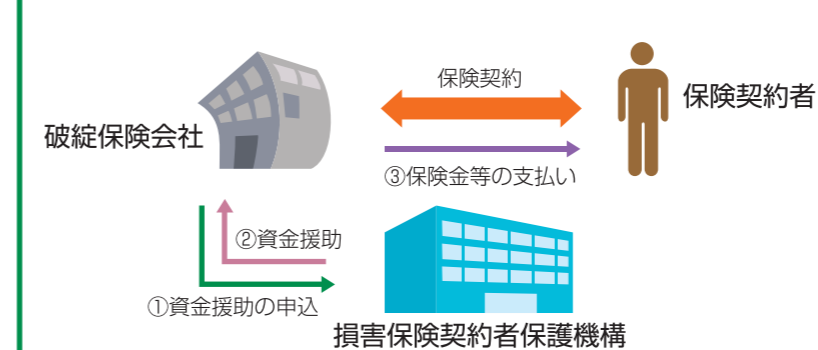 保険契約
保険契約者
破綻保険会社
③保険金等の支払い
②資金援助
①資金援助の申込
損害保険契約者保護機構